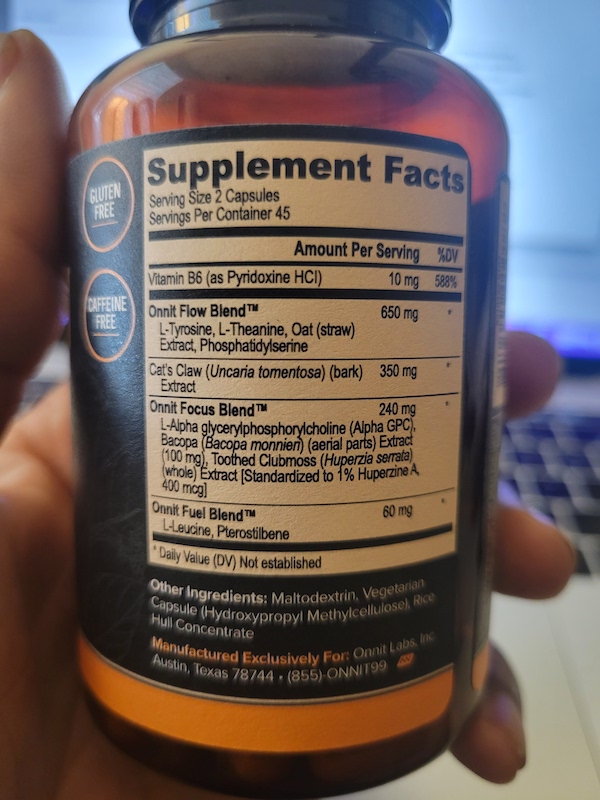 GLUTEN
FREE
CAFFEINE
FREE
Supplement Facts
Serving Size 2 Capsules
Servings Per Container 45
Amount Per Serving %DV
Vitamin B6 (as Pyridoxine HCl) 10 mg 588%
Onnit Flow Blend™ 650 mg *
L-Tyrosine, L-Theanine, Oat (straw)
Extract, Phosphatidylserine
Cat's Claw (Uncaria tomentosa) (bark) 350 mg *
Extract
Onnit Focus Blend™ 240 mg *
L-Alpha glycerylphosphorylcholine (Alpha GPC),
Bacopa (Bacopa monnieri) (aerial parts) Extract
(100 mg), Toothed Clubmoss (Huperzia serrata)
(whole) Extract [Standardized to 1% Huperzine A,
400 mcg]
Onnit Fuel Blend™ 60 mg *
L-Leucine, Pterostilbene
* Daily Value (DV) Not established
Other Ingredients: Maltodextrin, Vegetarian
Capsule (Hydroxypropyl Methylcellulose), Rice
Hull Concentrate
Manufactured Exclusively For: Onnit Labs, Inc.
Austin, Texas 78744 • (855)-ONNIT99